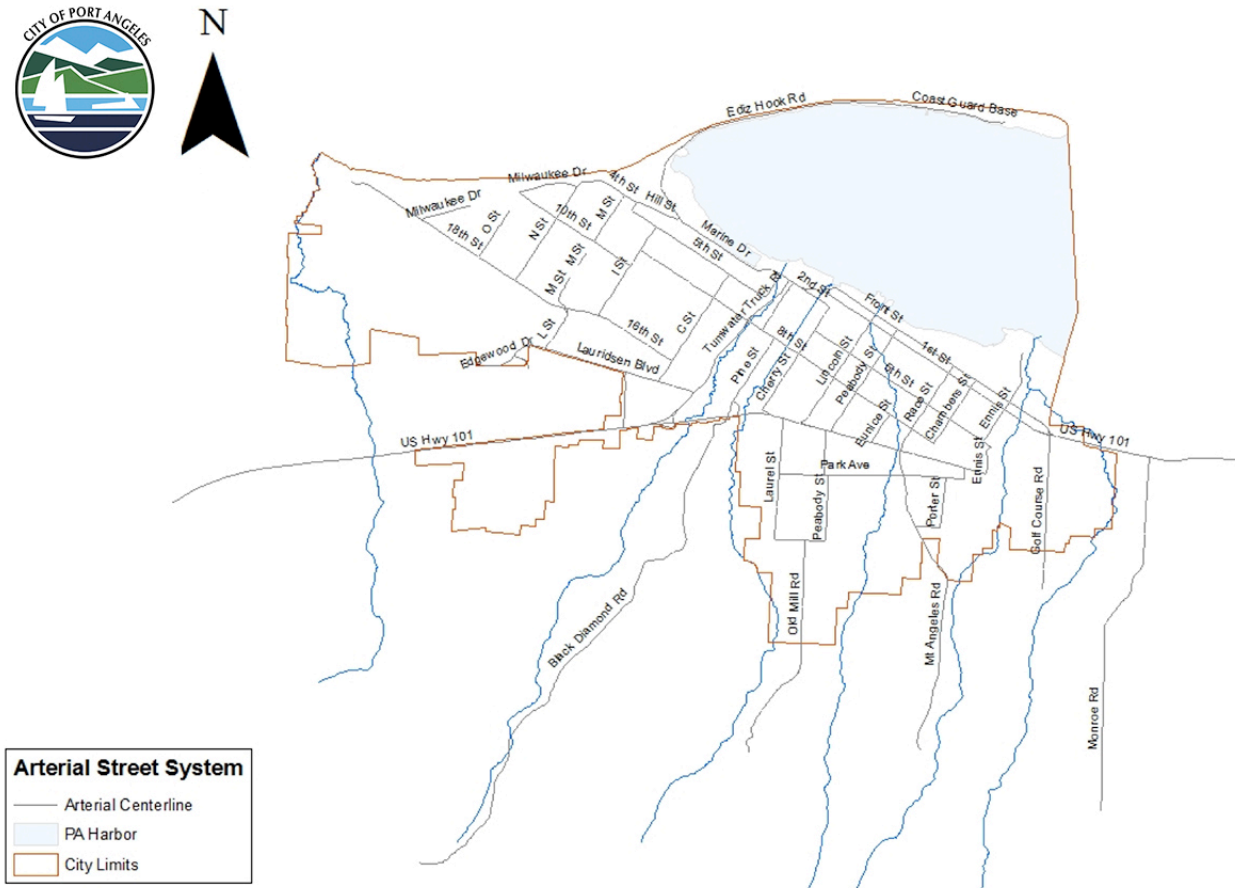 CITY OF PORT ANGELES
N
Ediz Hook Rd
Coast Guard Base
Milwaukee Dr
Milwaukee Dr
4th St
Hill St
18th St
O St
N St
10th St
M St
Marine Dr
5th St
M St
M St
I St
2nd St
Front St
Tumwater Truck R
L St
16th St
C St
8th St
1st St
Edgewood Dr
Lauridsen Blvd
Pine St
Cherry St
Lincoln St
Peabody St
6th St
Race St
Chambers St
Ennis St
Eunice St
US Hwy 101
US Hwy 101
Laurel St
Park Ave
Ennis St
Peabody St
Porter St
Golf Course Rd
Old Mill Rd
Black Diamond Rd
Mt Angeles Rd
Monroe Rd
Arterial Street System
Arterial Centerline
PA Harbor
City Limits